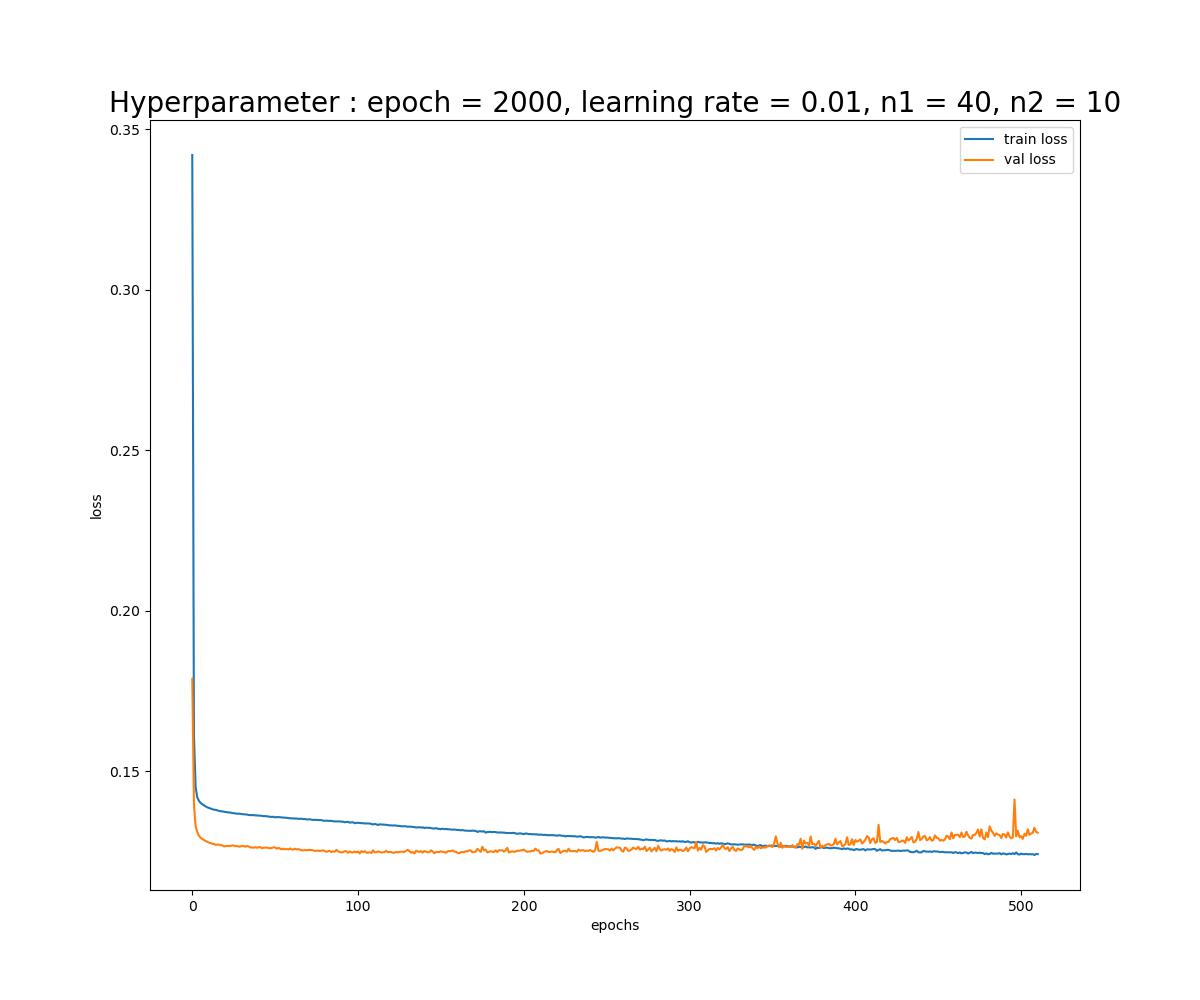 Hyperparameter : epoch = 2000, learning rate = 0.01, n1 = 40, n2 = 10
train loss
val loss
0.35
0.30
0.25
0.20
0.15
loss
0 100 200 300 400 500
epochs